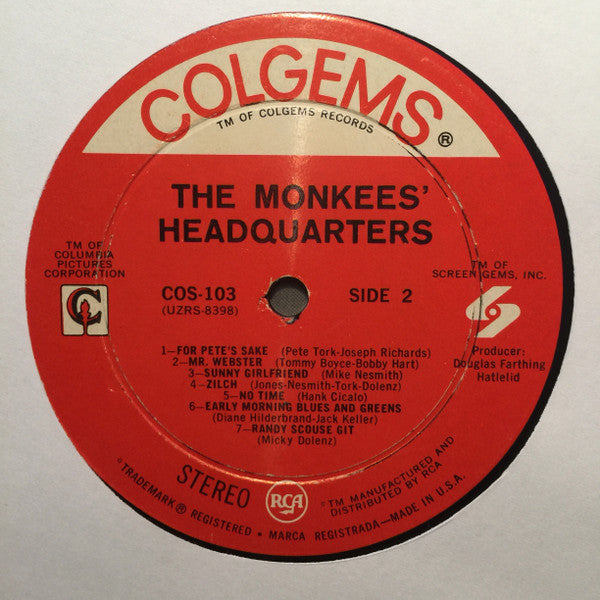 COLGEMS®
TM OF COLGEMS RECORDS
THE MONKEES'
HEADQUARTERS
TM OF
COLUMBIA
PICTURES
CORPORATION
TM OF
SCREEN GEMS, INC.
COS-103
(UZRS-8398)
SIDE 2
1—FOR PETE'S SAKE (Pete Tork-Joseph Richards)
2—MR. WEBSTER (Tommy Boyce-Bobby Hart)
3—SUNNY GIRLFRIEND (Mike Nesmith)
4—ZILCH (Jones-Nesmith-Tork-Dolenz)
5—NO TIME (Hank Cicalo)
6—EARLY MORNING BLUES AND GREENS
(Diane Hilderbrand-Jack Keller)
7—RANDY SCOUSE GIT
(Micky Dolenz)
Producer:
Douglas Farthing
Hatlelid
STEREO
RCA
®TM MANUFACTURED AND
DISTRIBUTED BY RCA
®TRADEMARK® REGISTERED • MARCA REGISTRADA—MADE IN U.S.A.